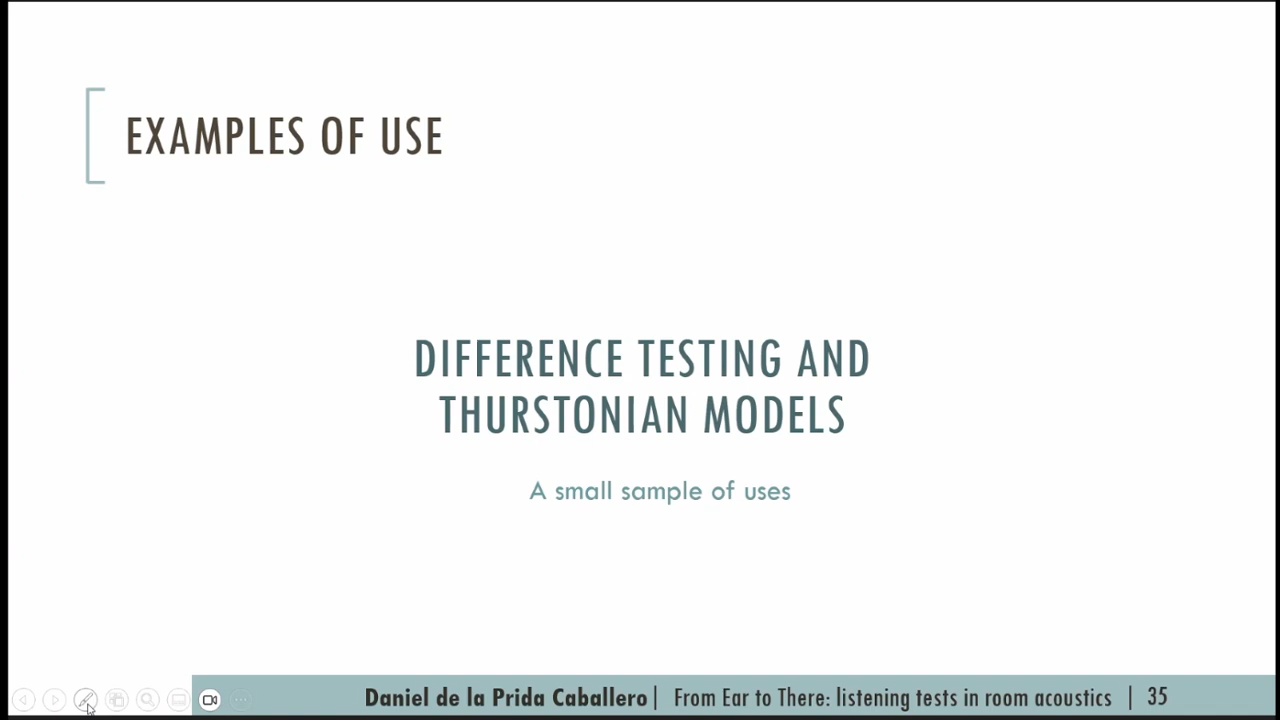 EXAMPLES OF USE
DIFFERENCE TESTING AND
THURSTONIAN MODELS
A small sample of uses
Daniel de la Prida Caballero| From Ear to There: listening tests in room acoustics | 35